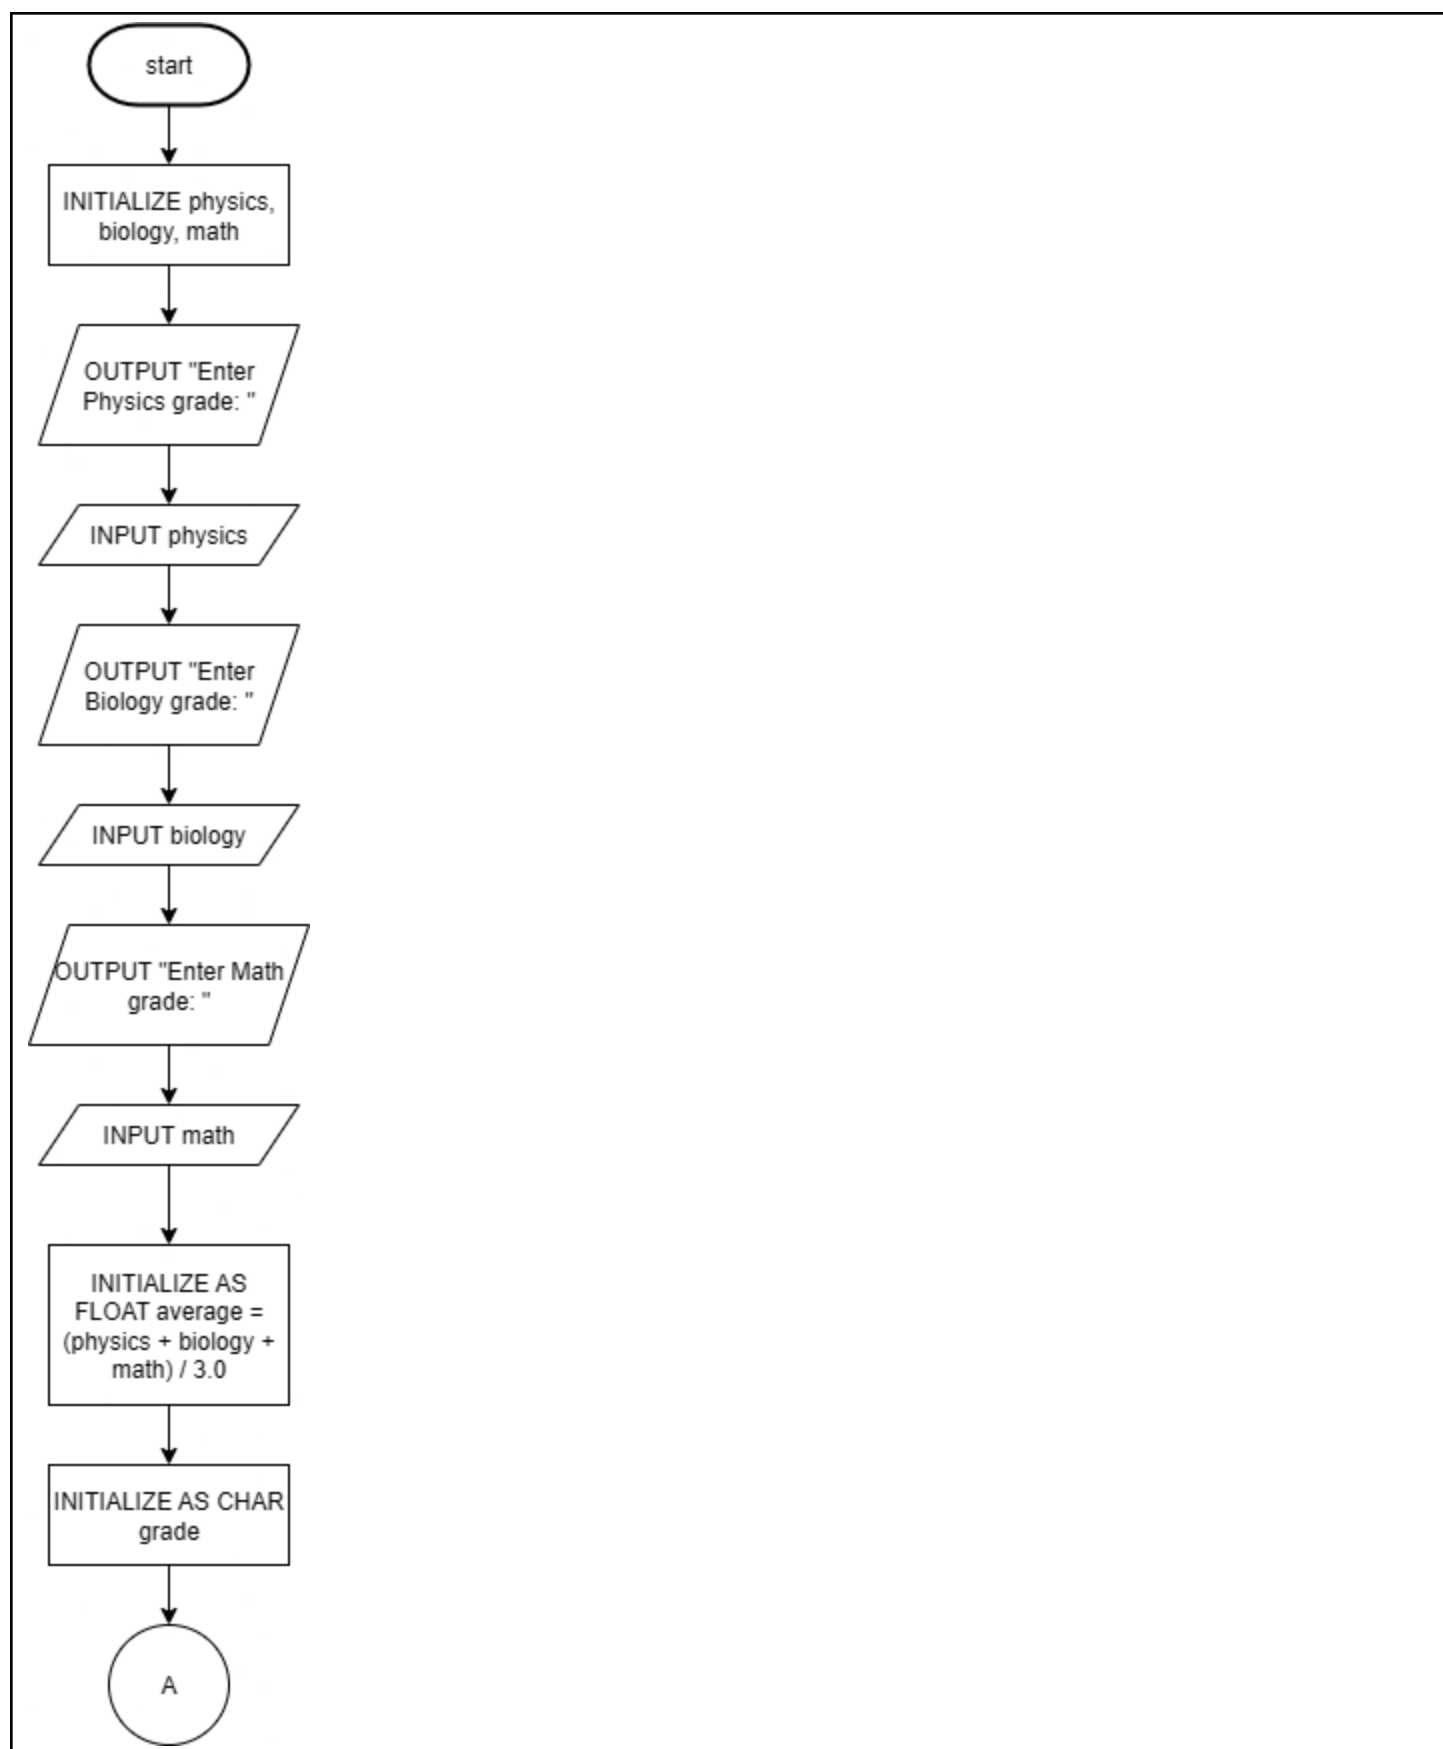 start
INITIALIZE physics,
biology, math
OUTPUT "Enter
Physics grade: "
INPUT physics
OUTPUT "Enter
Biology grade: "
INPUT biology
OUTPUT "Enter Math
grade: "
INPUT math
INITIALIZE AS
FLOAT average =
(physics + biology +
math) / 3.0
INITIALIZE AS CHAR
grade
A